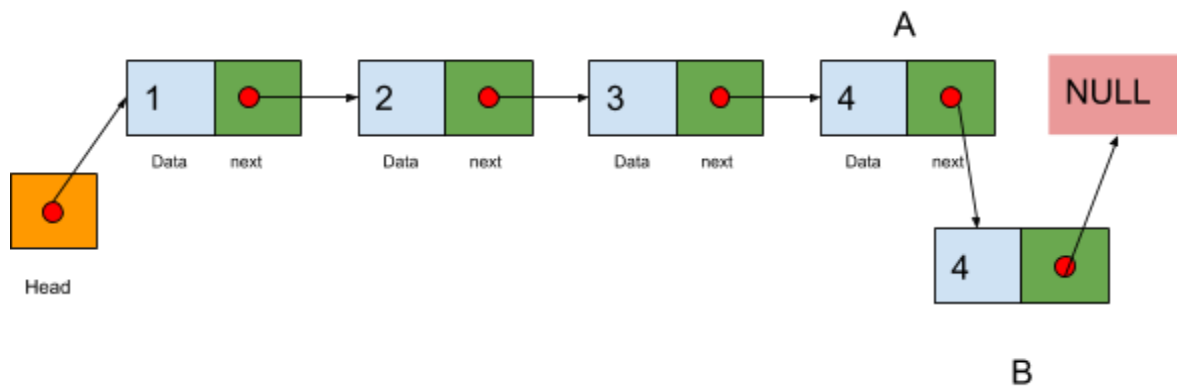 A
1 2 3 4 NULL
Data next Data next Data next Data next
4
Head
B